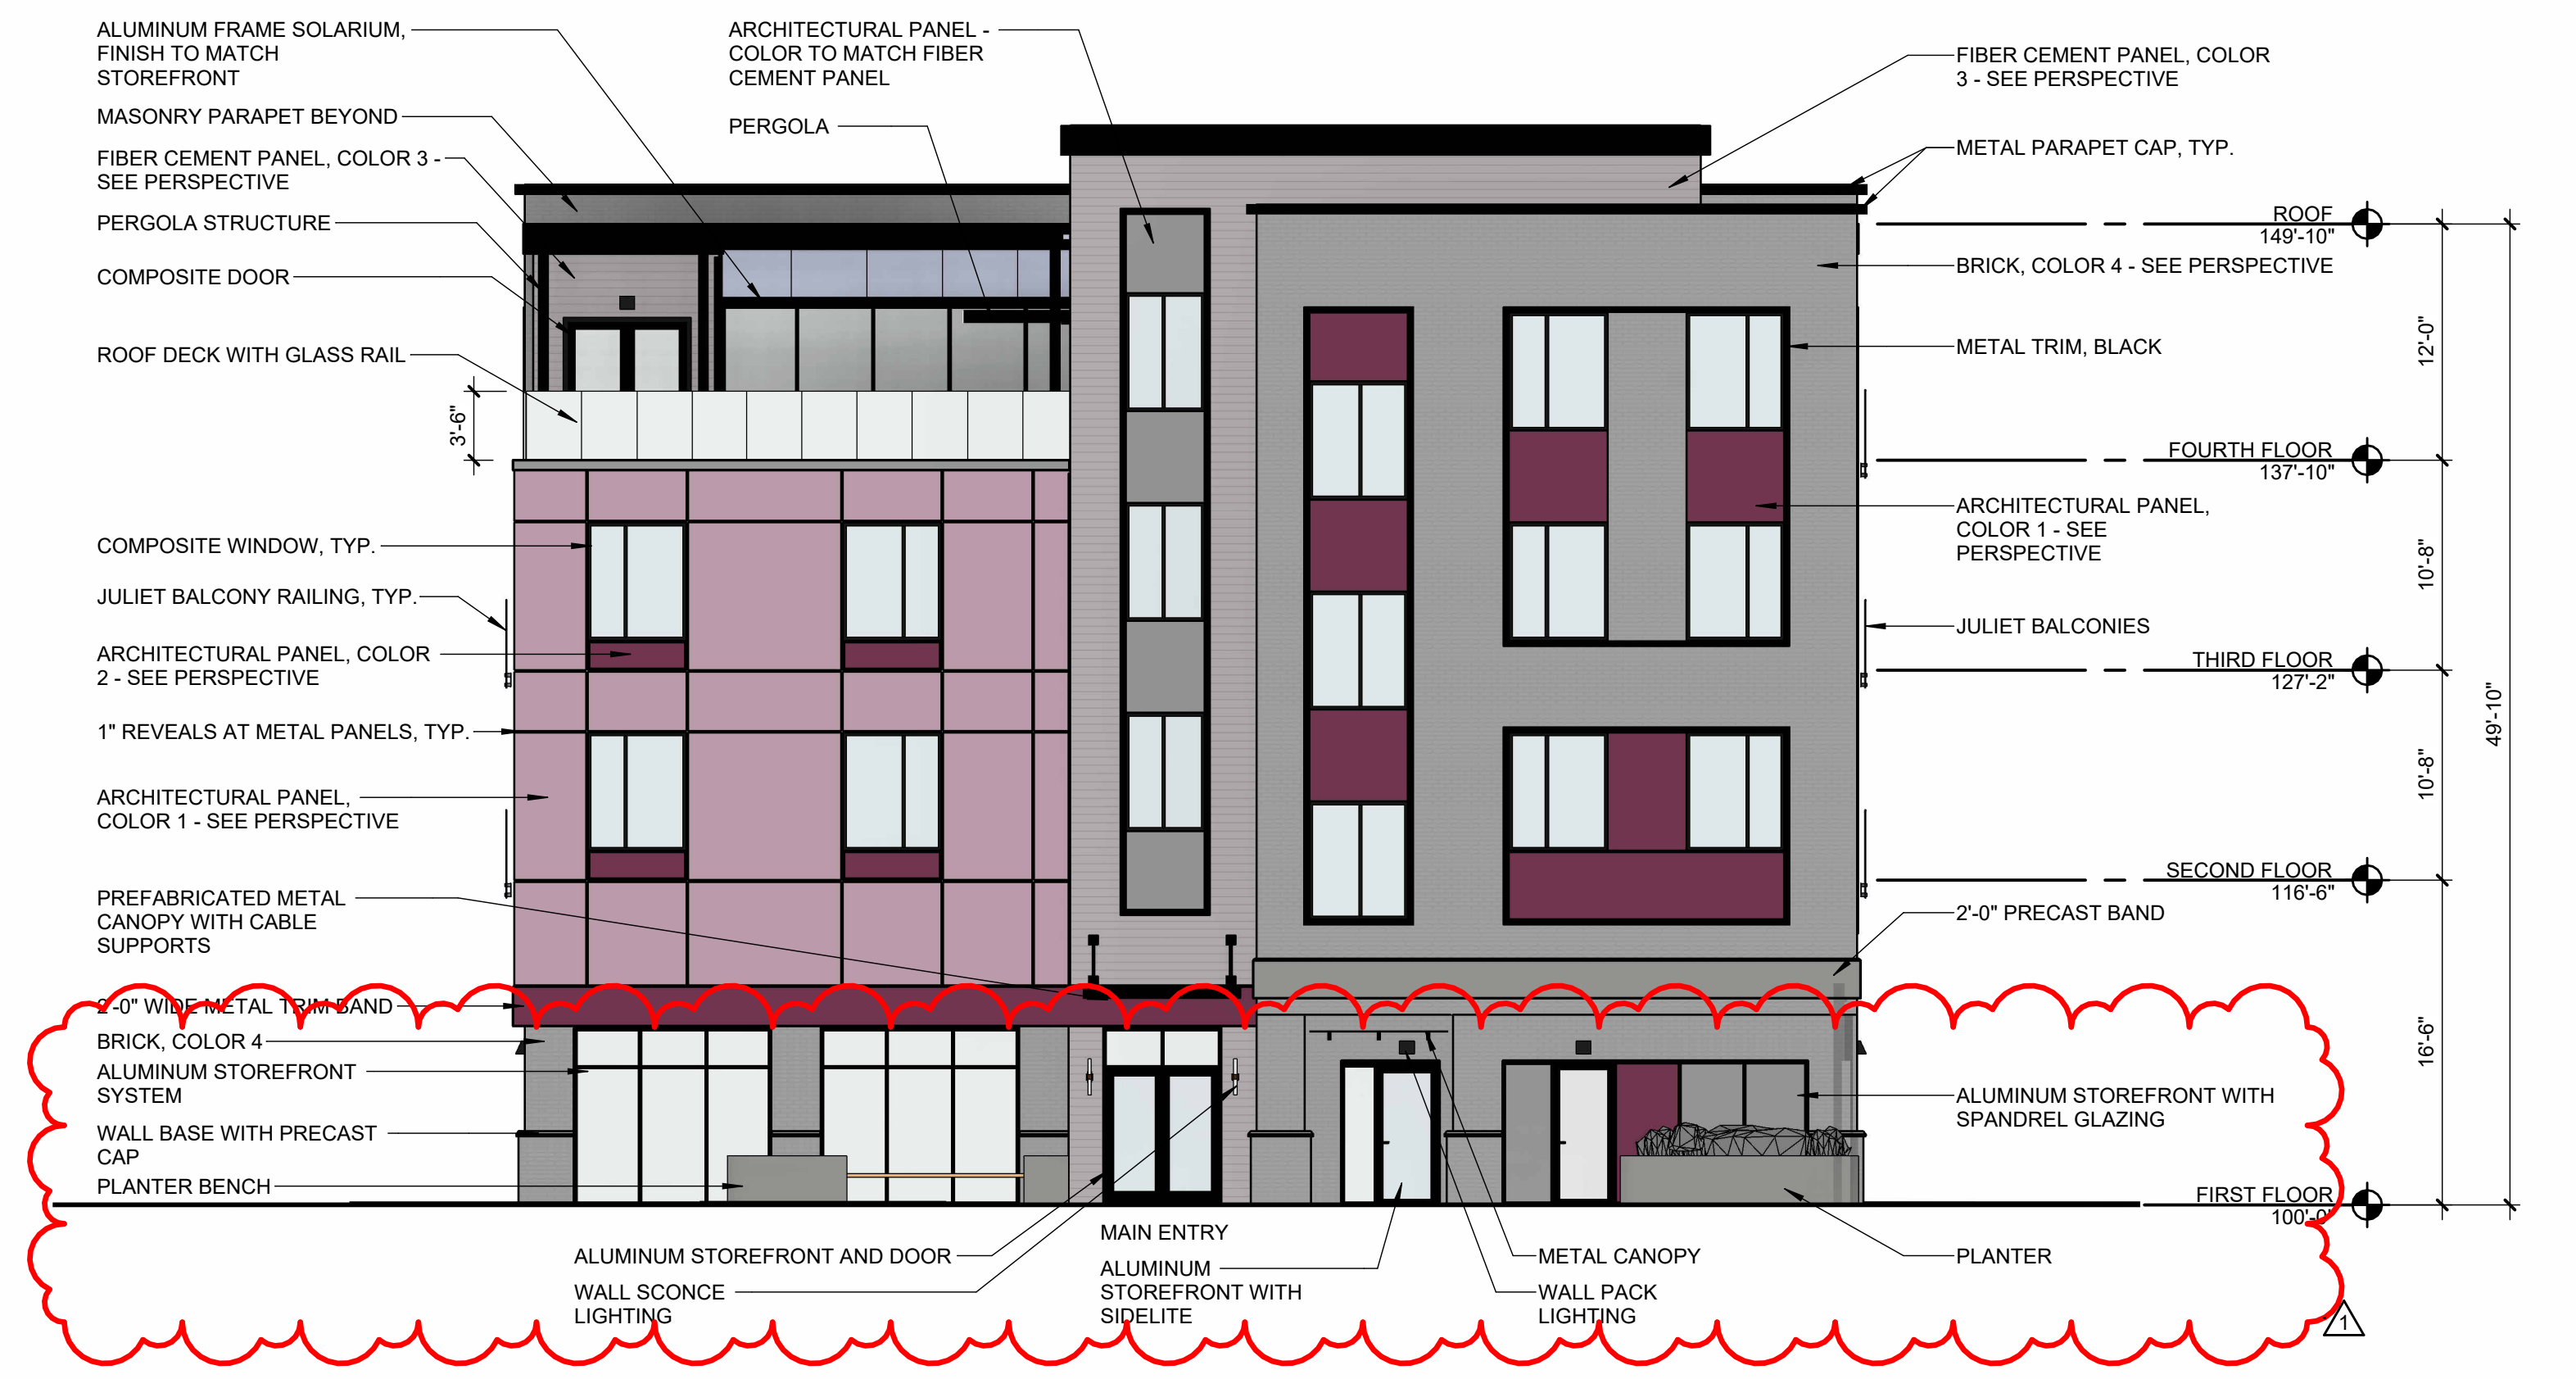 ALUMINUM FRAME SOLARIUM,
FINISH TO MATCH
STOREFRONT
MASONRY PARAPET BEYOND
FIBER CEMENT PANEL, COLOR 3 -
SEE PERSPECTIVE
PERGOLA STRUCTURE
COMPOSITE DOOR
ROOF DECK WITH GLASS RAIL
3'-6"
COMPOSITE WINDOW, TYP.
JULIET BALCONY RAILING, TYP.
ARCHITECTURAL PANEL, COLOR
2 - SEE PERSPECTIVE
1" REVEALS AT METAL PANELS, TYP.
ARCHITECTURAL PANEL,
COLOR 1 - SEE PERSPECTIVE
PREFABRICATED METAL
CANOPY WITH CABLE
SUPPORTS
2'-0" WIDE METAL TRIM BAND
BRICK, COLOR 4
ALUMINUM STOREFRONT
SYSTEM
WALL BASE WITH PRECAST
CAP
PLANTER BENCH
ARCHITECTURAL PANEL -
COLOR TO MATCH FIBER
CEMENT PANEL
PERGOLA
ALUMINUM STOREFRONT AND DOOR
WALL SCONCE
LIGHTING
MAIN ENTRY
ALUMINUM
STOREFRONT WITH
SIDELITE
METAL CANOPY
WALL PACK
LIGHTING
FIBER CEMENT PANEL, COLOR
3 - SEE PERSPECTIVE
METAL PARAPET CAP, TYP.
BRICK, COLOR 4 - SEE PERSPECTIVE
METAL TRIM, BLACK
ARCHITECTURAL PANEL,
COLOR 1 - SEE
PERSPECTIVE
JULIET BALCONIES
2'-0" PRECAST BAND
ALUMINUM STOREFRONT WITH
SPANDREL GLAZING
PLANTER
ROOF
149'-10"
FOURTH FLOOR
137'-10"
THIRD FLOOR
127'-2"
SECOND FLOOR
116'-6"
FIRST FLOOR
100'-0"
12'-0"
10'-8"
10'-8"
16'-6"
49'-10"
1